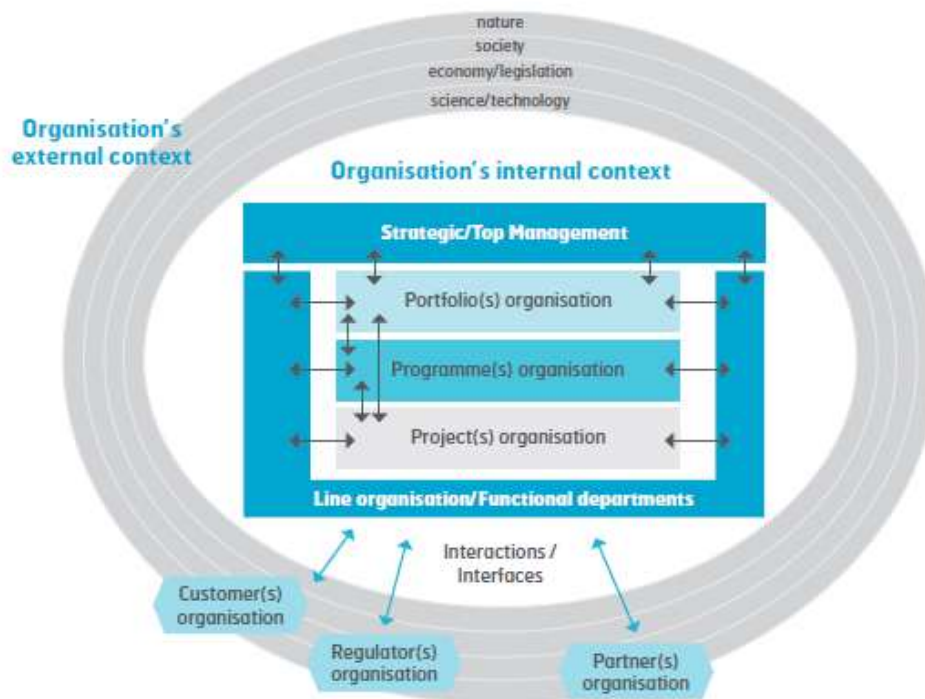 nature
society
economy/legislation
science/technology
Organisation's
external context
Organisation's internal context
Strategic/Top Management
Portfolio(s) organisation
Programme(s) organisation
Project(s) organisation
Line organisation/Functional departments
Interactions /
Interfaces
Customer(s)
organisation
Regulator(s)
organisation
Partner(s)
organisation